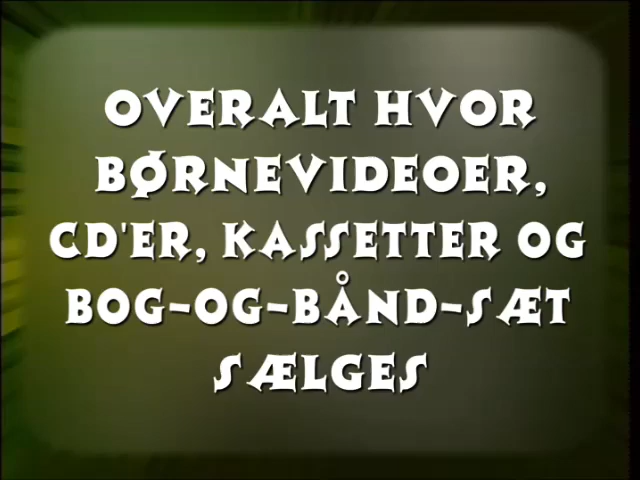 OVERALT HVOR
BØRNEVIDEOER,
CD'ER, KASSETTER OG
BOG-OG-BÅND-SÆT
SÆLGES